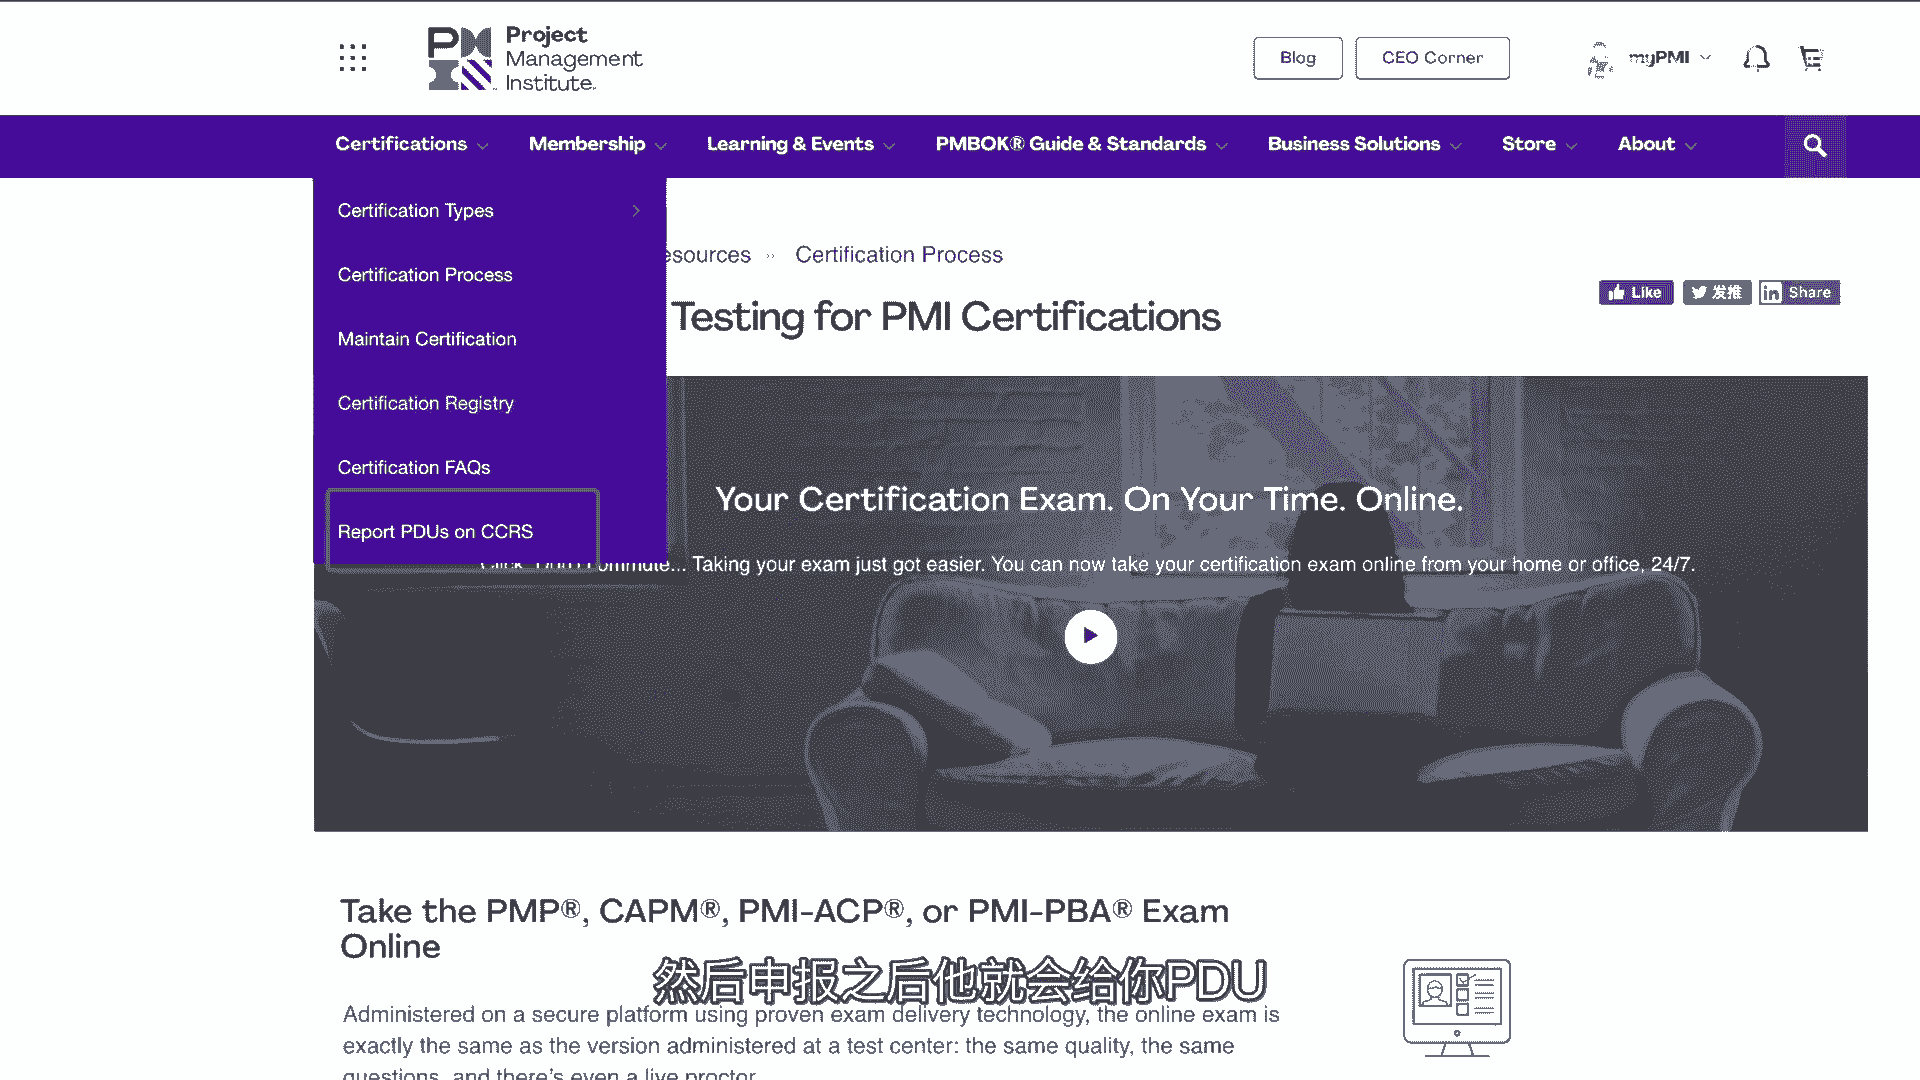 Project
Management
Institute.
Blog
CEO Corner
myPMI
Certifications
Membership
Learning & Events
PMBOK® Guide & Standards
Business Solutions
Store
About
Certification Types
Certification Process
Maintain Certification
Certification Registry
Certification FAQs
Report PDUs on CCRS
esources » Certification Process
Testing for PMI Certifications
Like
发推
Share
Your Certification Exam. On Your Time. Online.
commute... Taking your exam just got easier. You can now take your certification exam online from your home or office, 24/7.
Take the PMP®, CAPM®, PMI-ACP®, or PMI-PBA® Exam
Online
然后申报之后他就会给你PDU
Administered on a secure platform using proven exam delivery technology, the online exam is
exactly the same as the version administered at a test center: the same quality, the same
questions, and there's even a live proctor.